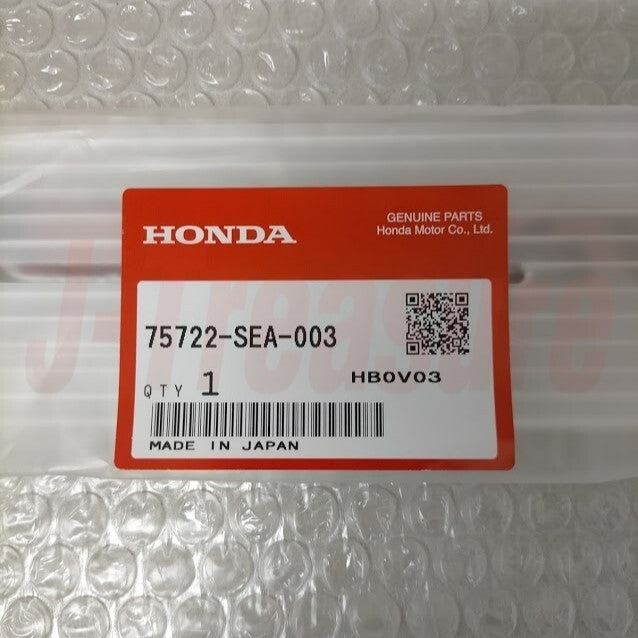 HONDA
GENUINE PARTS
Honda Motor Co., Ltd.
75722-SEA-003
QTY 1
HB0V03
MADE IN JAPAN
J-Treasure